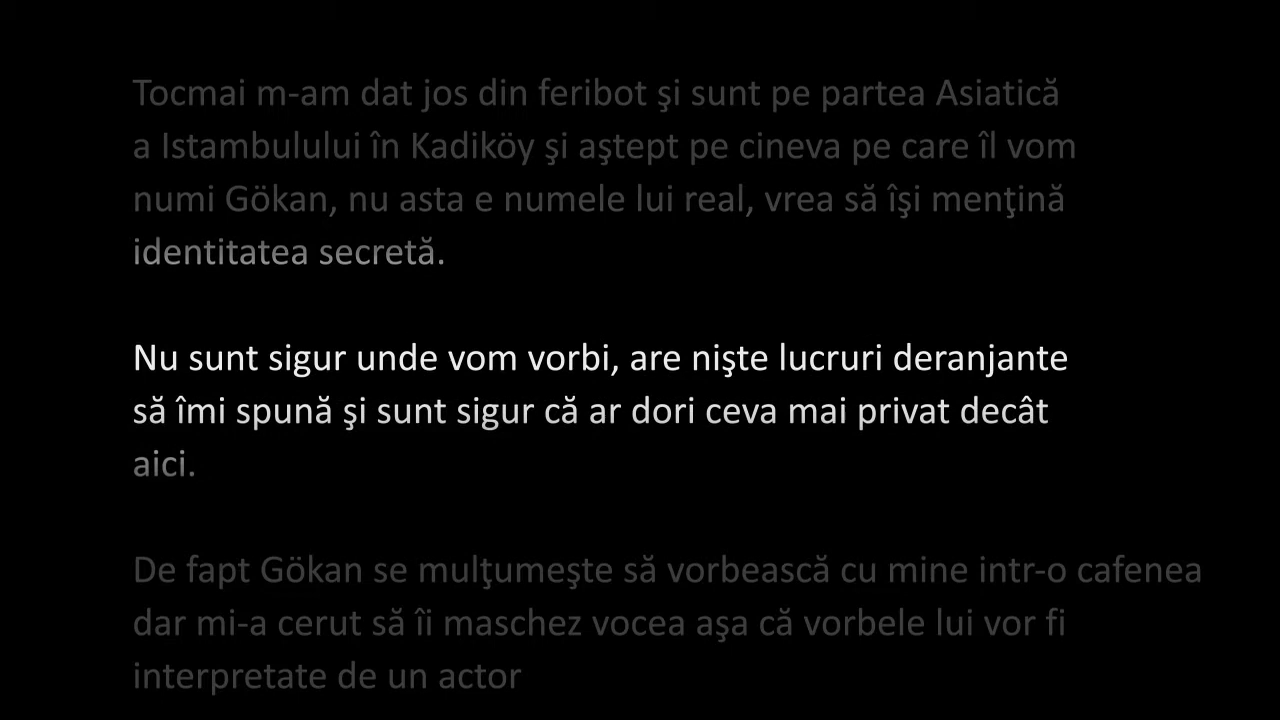 Tocmai m-am dat jos din feribot şi sunt pe partea Asiatică
a Istambulului în Kadiköy şi aştept pe cineva pe care îl vom
numi Gökan, nu asta e numele lui real, vrea să îşi menţină
identitatea secretă.
Nu sunt sigur unde vom vorbi, are nişte lucruri deranjante
să îmi spună şi sunt sigur că ar dori ceva mai privat decât
aici.
De fapt Gökan se mulţumeşte să vorbească cu mine intr-o cafenea
dar mi-a cerut să îi maschez vocea aşa că vorbele lui vor fi
interpretate de un actor